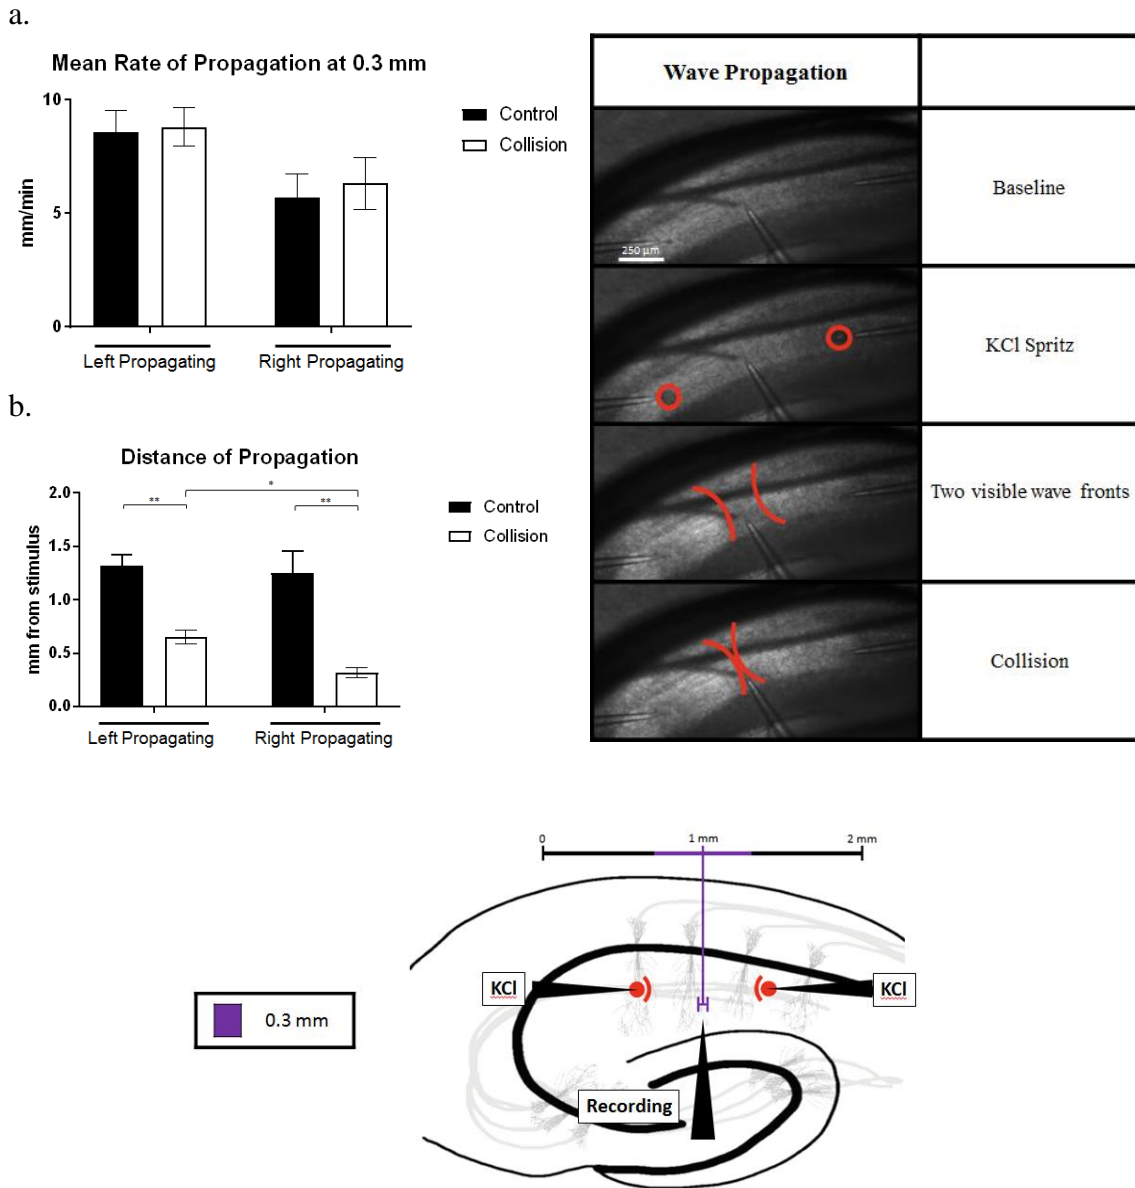 a.
Mean Rate of Propagation at 0.3 mm
10
5
0
mm/min
Control
Collision
Left Propagating
Right Propagating
b.
Distance of Propagation
2.0
1.5
1.0
0.5
0.0
mm from stimulus
**
*
**
Control
Collision
Left Propagating
Right Propagating
Wave Propagation
250 µm
Baseline
KCl Spritz
Two visible wave fronts
Collision
0
1 mm
2 mm
KCl
KCl
0.3 mm
Recording